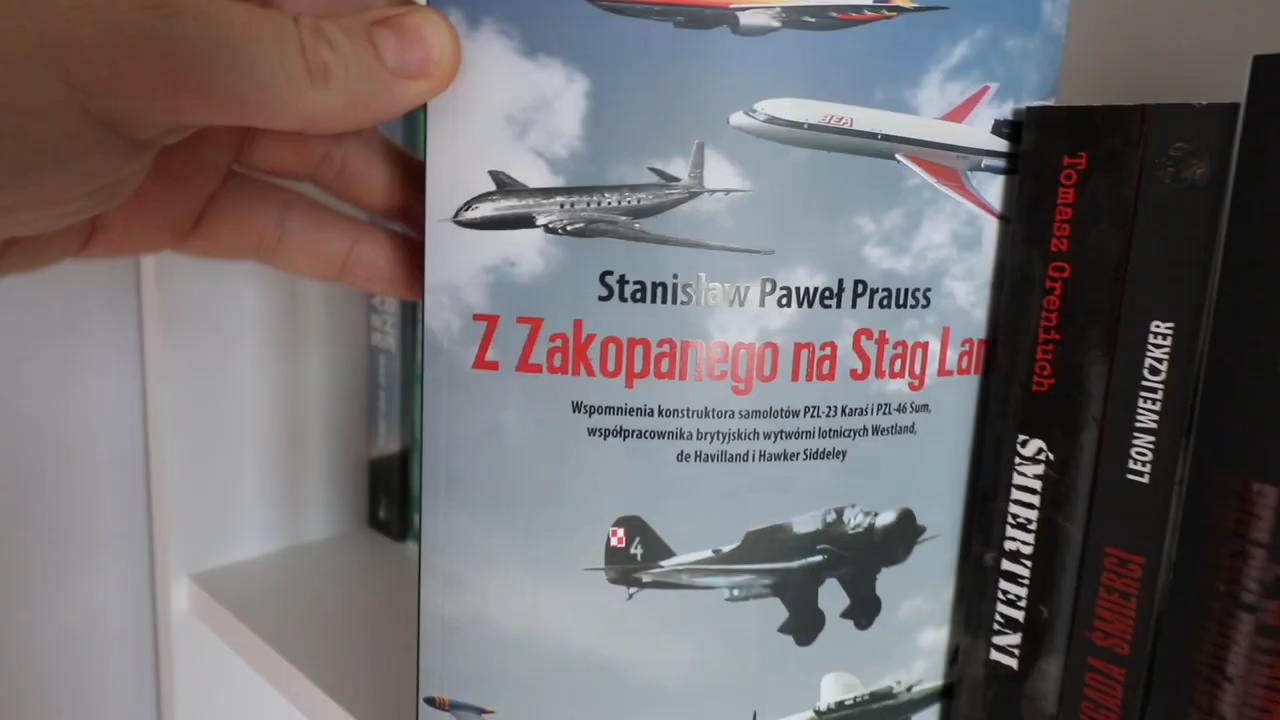 BEA
Stanisław Paweł Prauss
Z Zakopanego na Stag Lan
Wspomnienia konstruktora samolotów PZL-23 Karaś i PZL-46 Sum,
współpracownika brytyjskich wytwórni lotniczych Westland,
de Havilland i Hawker Siddeley
4
Tomasz Greniuch
ŚMIERTELNI
LEON WELICZKER
GADA ŚMIERCI